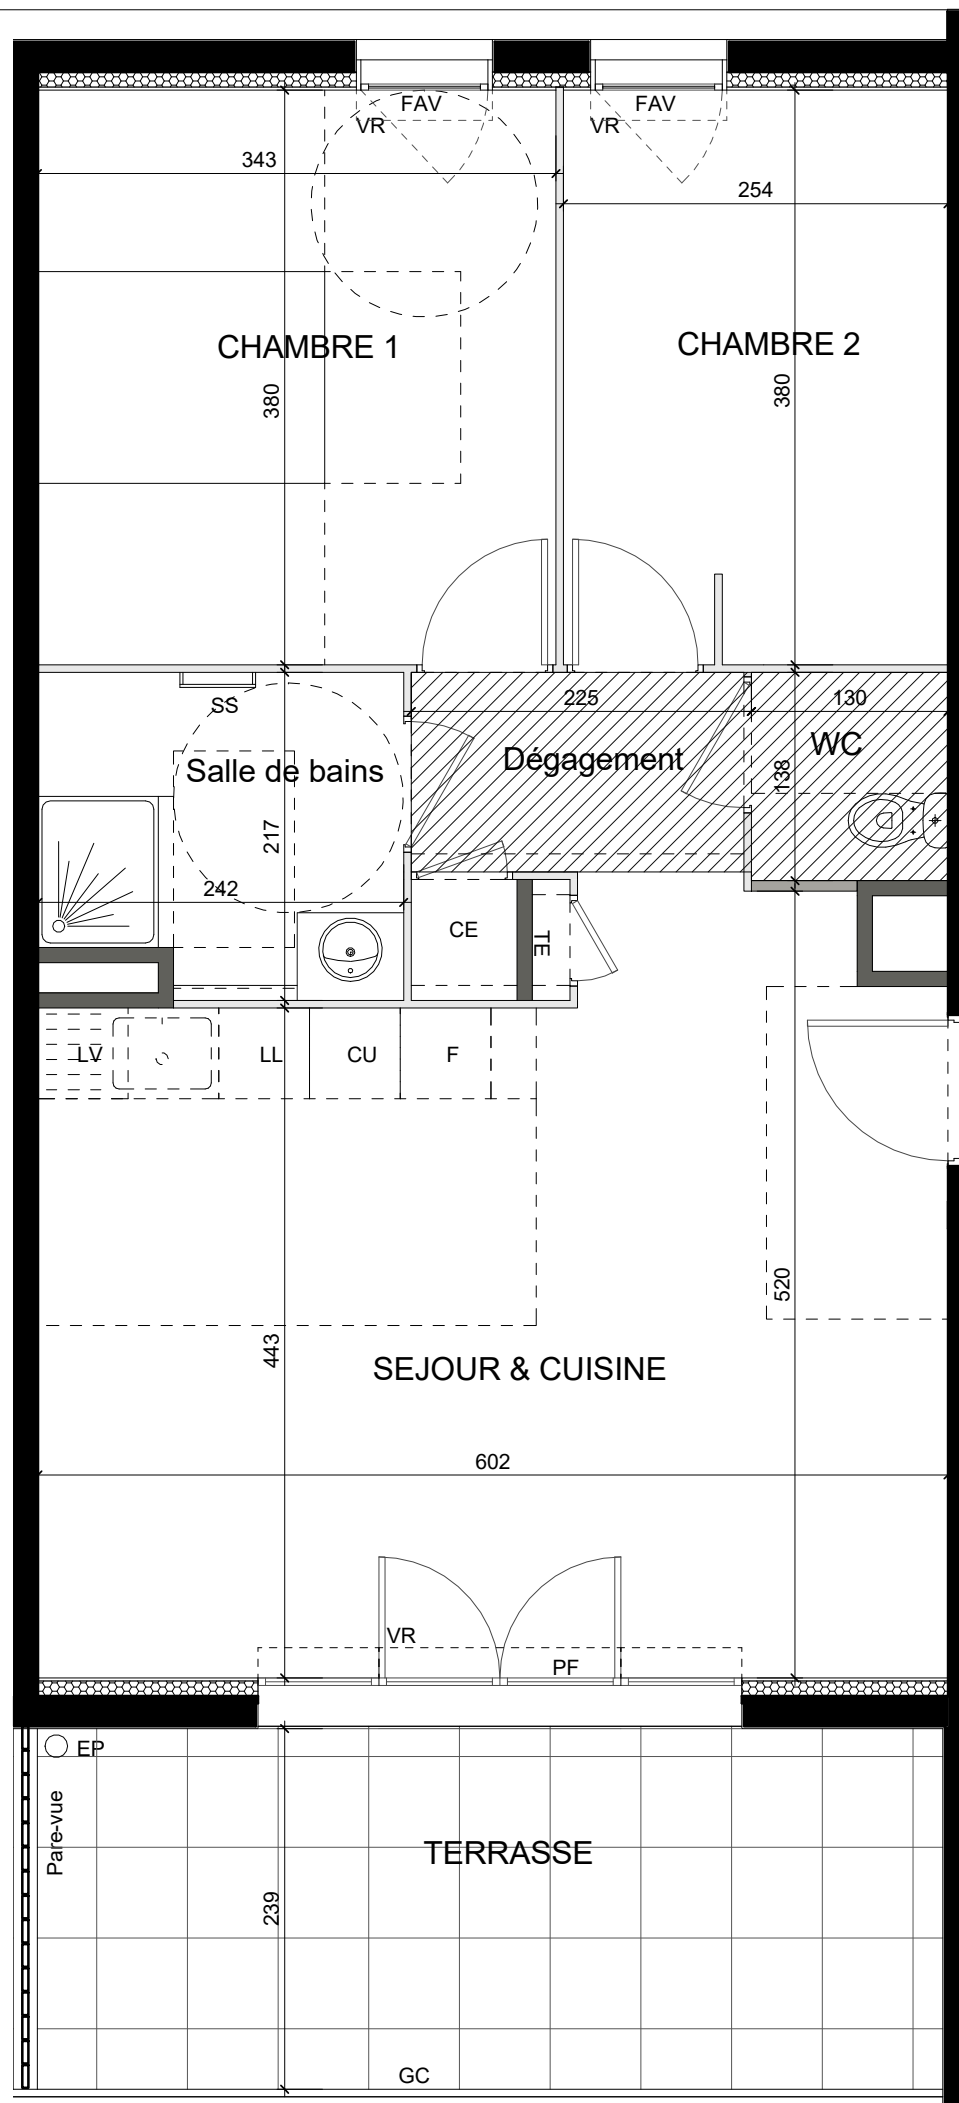 FAV
FAV
VR
VR
343
254
CHAMBRE 1
CHAMBRE 2
380
380
225
130
SS
WC
Dégagement
Salle de bains
138
217
242
CE
TE
LV
LL
CU
F
520
443
SEJOUR & CUISINE
602
VR
PF
EP
Pare-vue
TERRASSE
239
GC